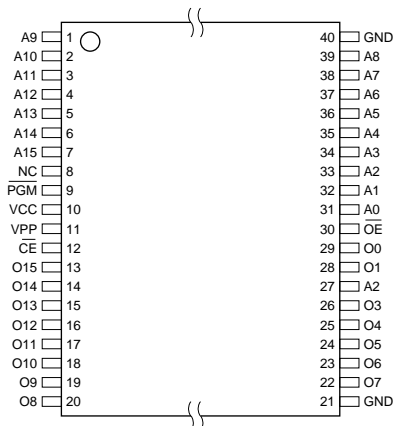 A9 1 40 GND
A10 2 39 A8
A11 3 38 A7
A12 4 37 A6
A13 5 36 A5
A14 6 35 A4
A15 7 34 A3
NC 8 33 A2
P̅G̅M̅ 9 32 A1
VCC 10 31 A0
VPP 11 30 O̅E̅
C̅E̅ 12 29 O0
O15 13 28 O1
O14 14 27 A2
O13 15 26 O3
O12 16 25 O4
O11 17 24 O5
O10 18 23 O6
O9 19 22 O7
O8 20 21 GND